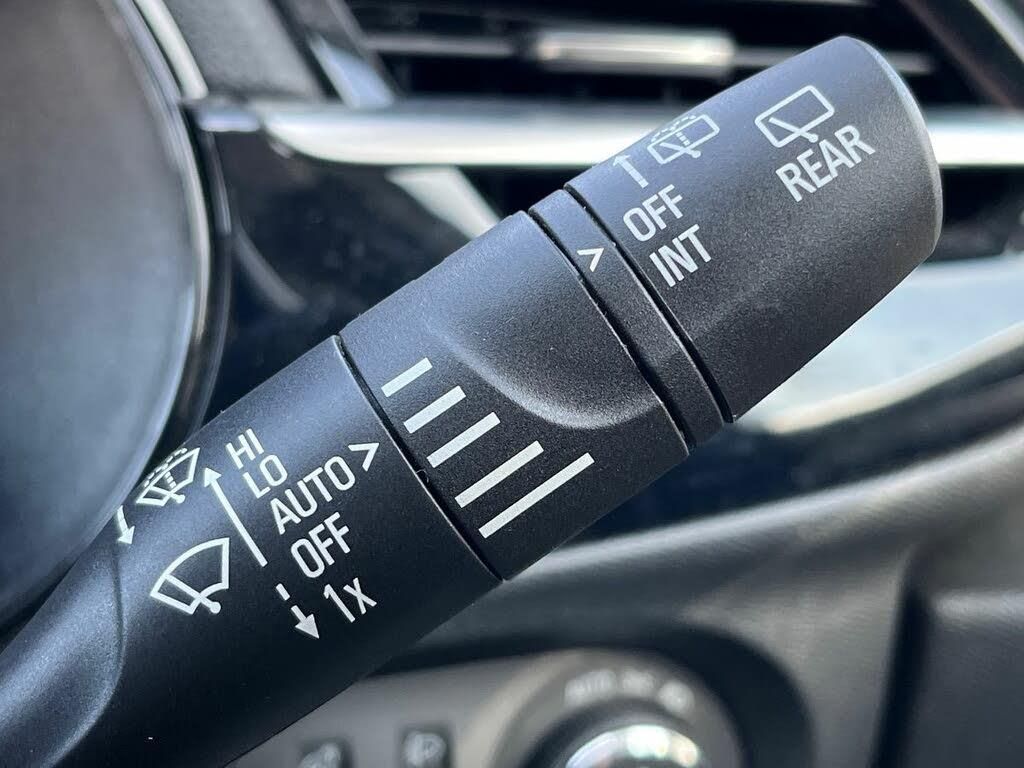 HI
LO
AUTO >
OFF
1x
>
OFF
INT
REAR